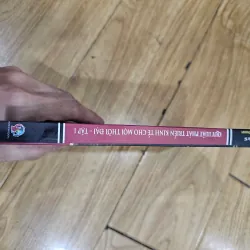 QUY LUẬT PHÁT TRIỂN KINH TẾ CHO MỌI THỜI ĐẠI - TẬP 1